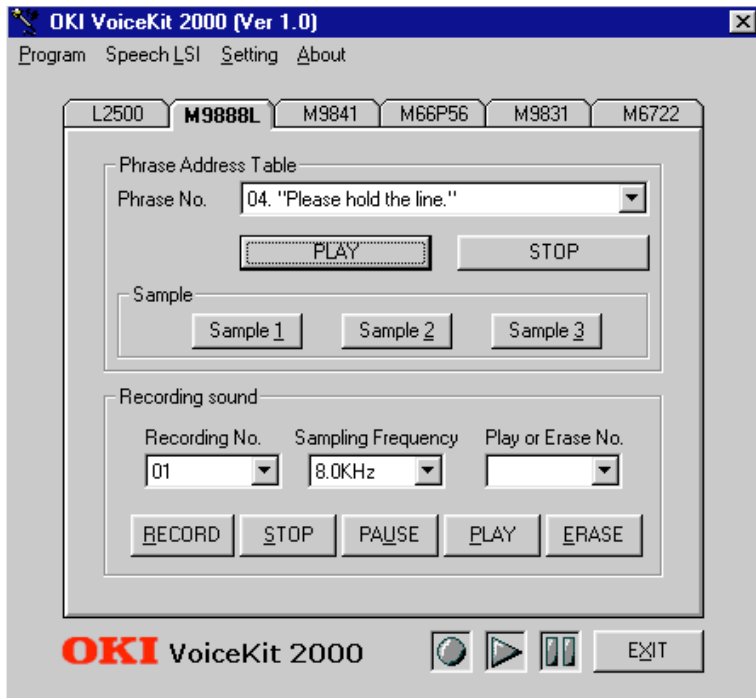 OKI VoiceKit 2000 (Ver 1.0)
Program Speech LSI Setting About
L2500 M9888L M9841 M66P56 M9831 M6722
Phrase Address Table
Phrase No. 04. "Please hold the line."
PLAY STOP
Sample
Sample 1 Sample 2 Sample 3
Recording sound
Recording No. Sampling Frequency Play or Erase No.
01 8.0KHz
RECORD STOP PAUSE PLAY ERASE
OKI VoiceKit 2000 EXIT